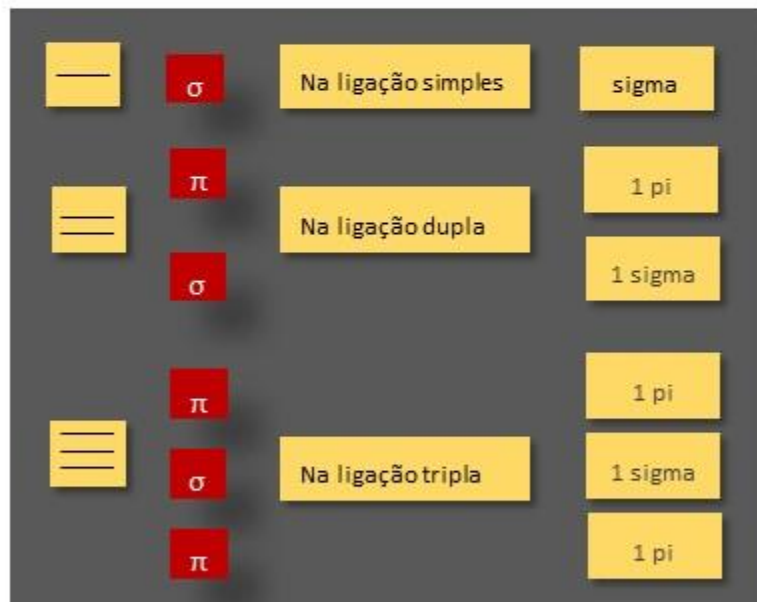 σ Na ligação simples sigma
π 1 pi
Na ligação dupla
σ 1 sigma
π 1 pi
σ Na ligação tripla 1 sigma
π 1 pi